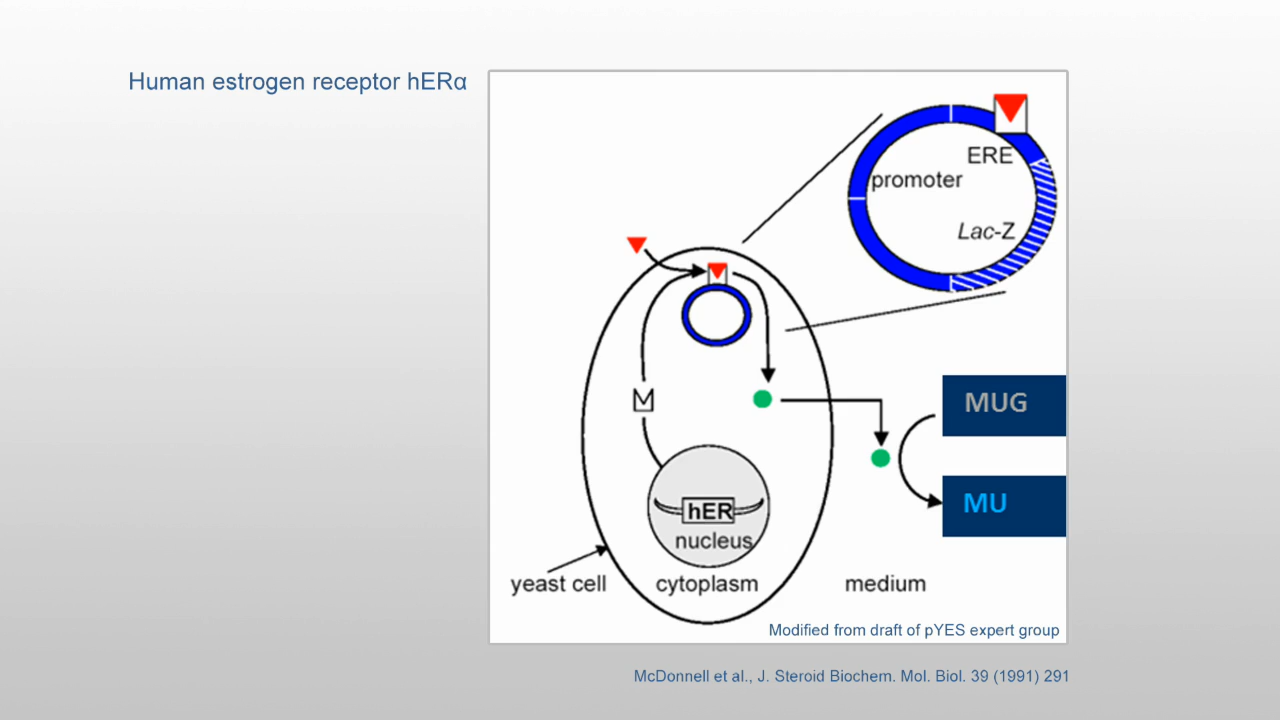 Human estrogen receptor hERα
ERE
promoter
Lac-Z
MUG
MU
hER
nucleus
yeast cell
cytoplasm
medium
Modified from draft of pYES expert group
McDonnell et al., J. Steroid Biochem. Mol. Biol. 39 (1991) 291